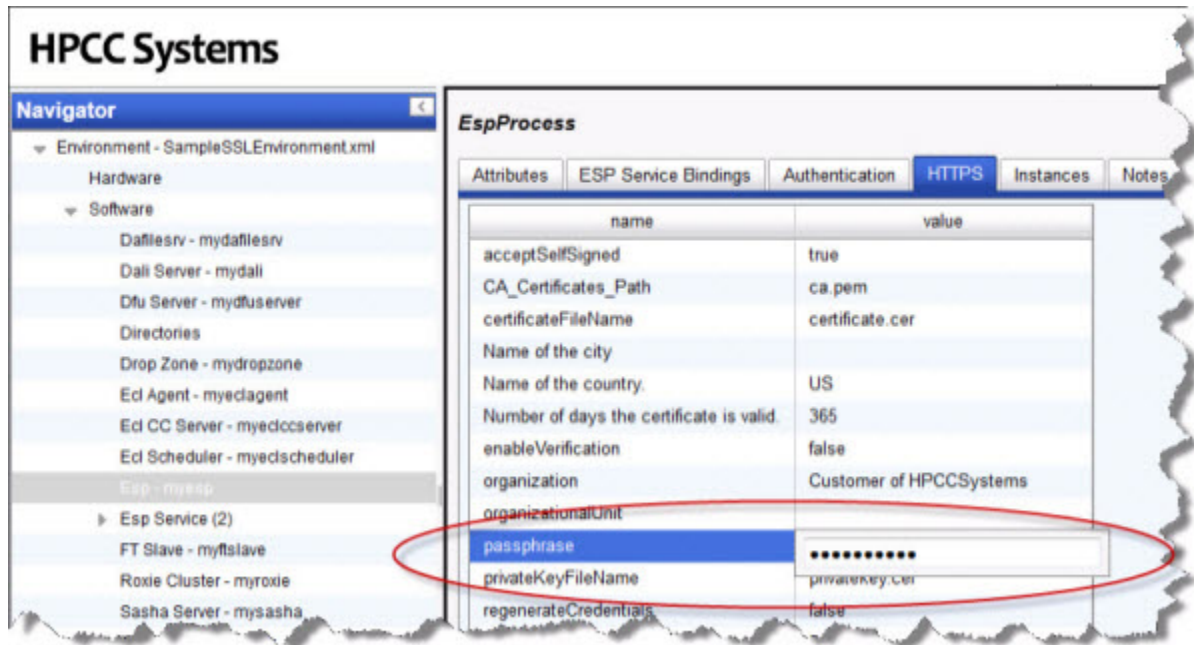 HPCC Systems
Navigator
Environment - SampleSSLEnvironment.xml
Hardware
Software
Dafilesrv - mydafilesrv
Dali Server - mydali
Dfu Server - mydfuserver
Directories
Drop Zone - mydropzone
Ecl Agent - myeclagent
Ecl CC Server - myeclccserver
Ecl Scheduler - myeclscheduler
Esp - myesp
Esp Service (2)
FT Slave - myftslave
Roxie Cluster - myroxie
Sasha Server - mysasha
EspProcess
Attributes ESP Service Bindings Authentication HTTPS Instances Notes
name value
acceptSelfSigned true
CA_Certificates_Path ca.pem
certificateFileName certificate.cer
Name of the city
Name of the country. US
Number of days the certificate is valid. 365
enableVerification false
organization Customer of HPCCSystems
organizationalUnit
passphrase ••••••••••
privateKeyFileName privatekey.cer
regenerateCredentials false